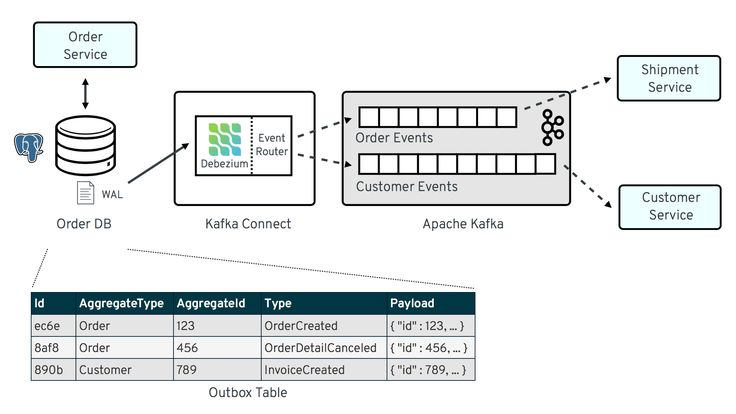 Order
Service
Shipment
Service
Event
Router
Debezium
Order Events
Customer Events
WAL
Customer
Service
Order DB
Kafka Connect
Apache Kafka
Id AggregateType AggregateId Type Payload
ec6e Order 123 OrderCreated { "id" : 123, ... }
8af8 Order 456 OrderDetailCanceled { "id" : 456, ... }
890b Customer 789 InvoiceCreated { "id" : 789, ... }
Outbox Table